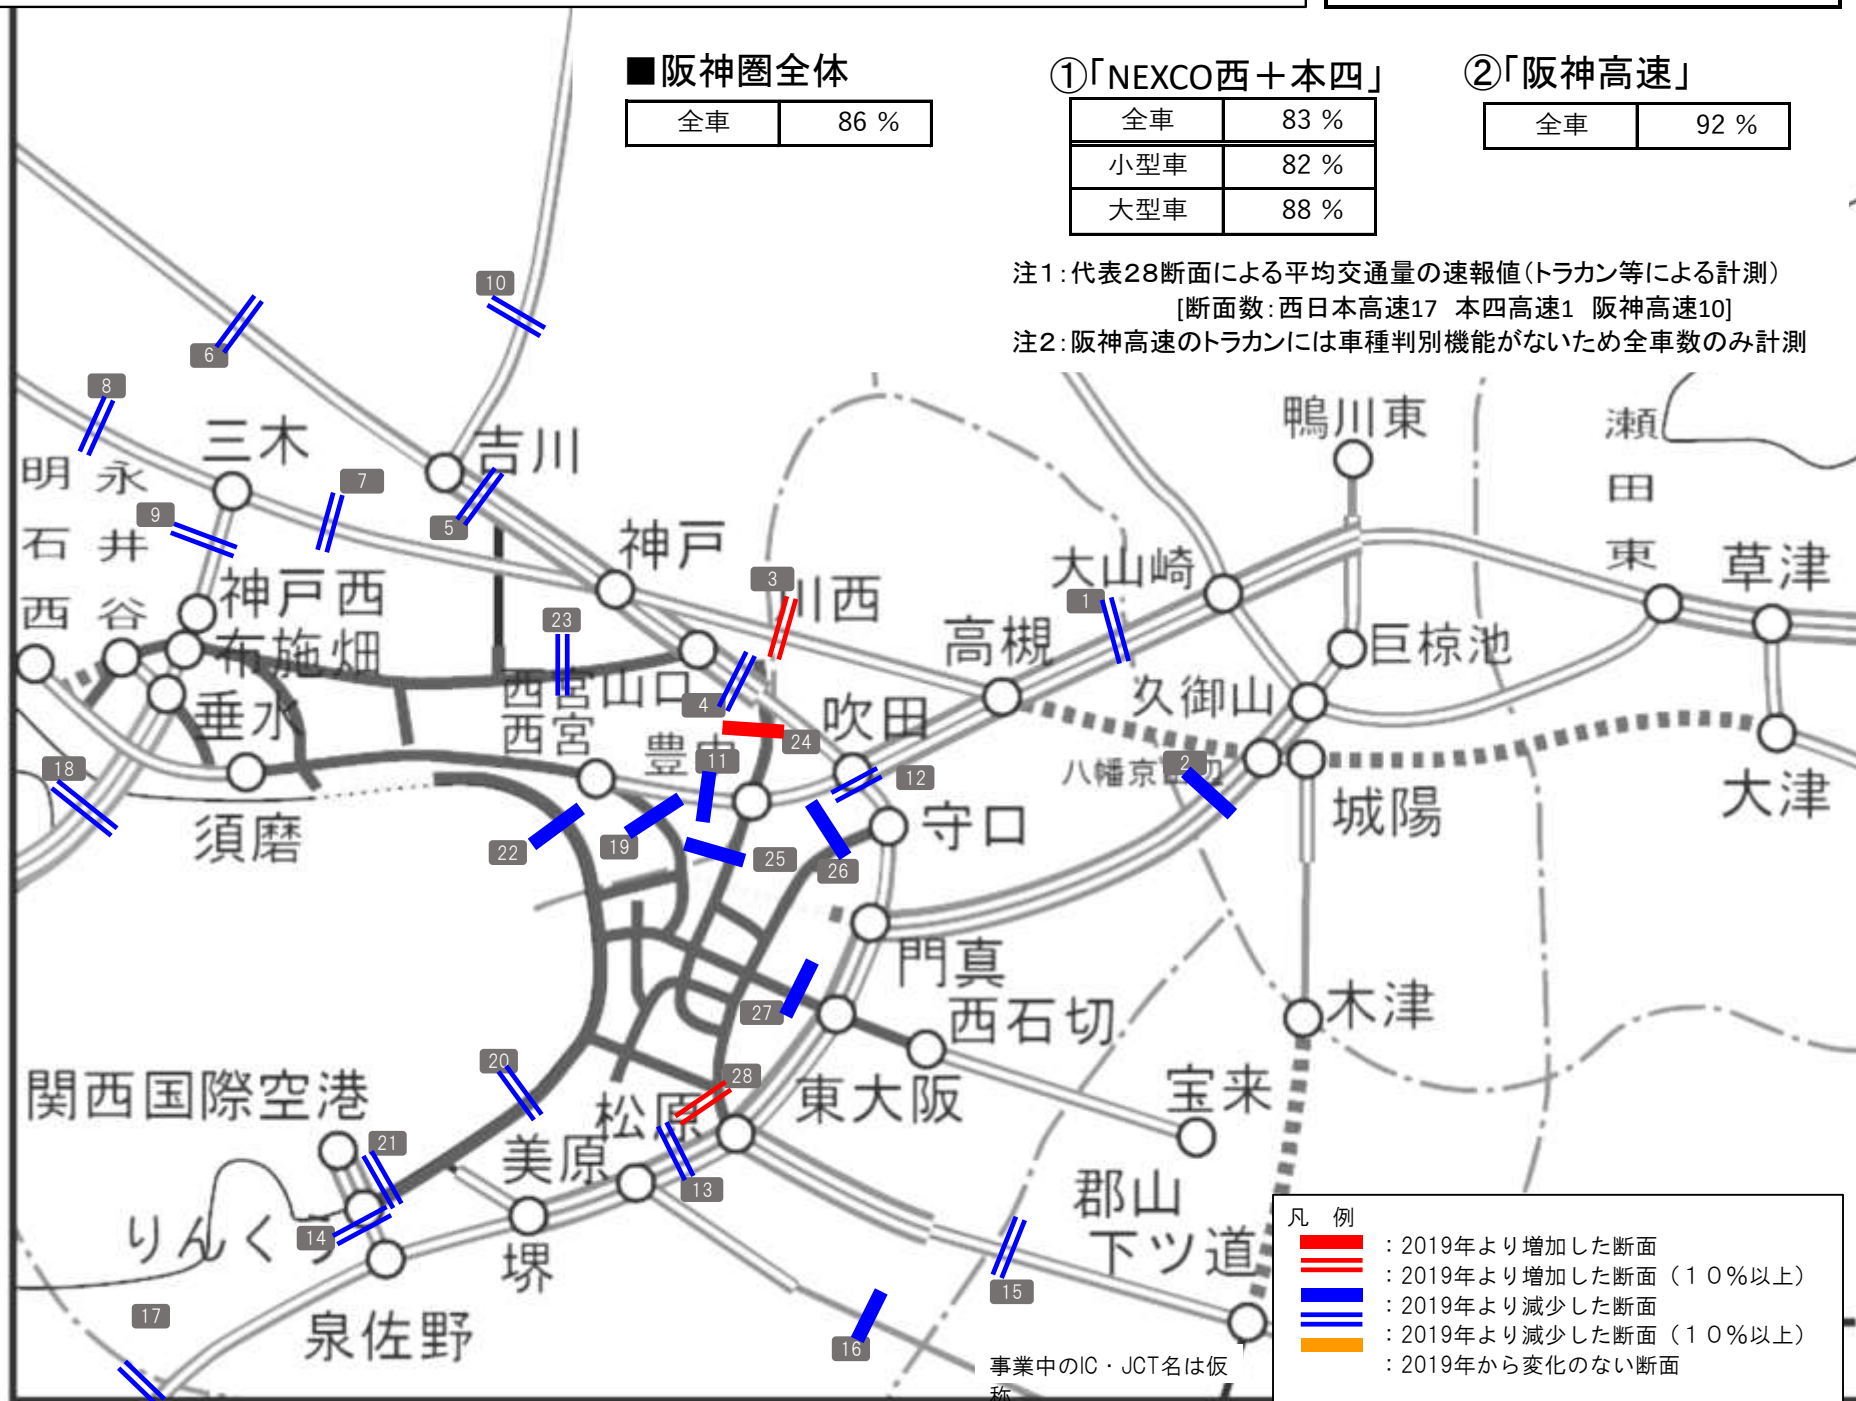 ■阪神圏全体
全車 86 %
①「NEXCO西＋本四」
全車 83 %
小型車 82 %
大型車 88 %
②「阪神高速」
全車 92 %
注1：代表28断面による平均交通量の速報値（トラカン等による計測）
[断面数：西日本高速17 本四高速1 阪神高速10]
注2：阪神高速のトラカンには車種判別機能がないため全車数のみ計測
10
6
8
三木
吉川
鴨川東
瀬田東
明石西
永井谷
7
9
5
神戸
3
川西
大山崎
1
草津
神戸西
布施畑
23
高槻
巨椋池
西宮山口
西宮
4
久御山
垂水
吹田
24
豊中
11
12
八幡京田辺
2
18
城陽
大津
須磨
22
19
25
26
守口
門真
27
西石切
木津
20
28
関西国際空港
松原
東大阪
宝来
21
美原
13
郡山
下ツ道
りんくう
14
堺
15
17
泉佐野
16
事業中のIC・JCT名は仮
称
凡 例
：2019年より増加した断面
：2019年より増加した断面（１０％以上）
：2019年より減少した断面
：2019年より減少した断面（１０％以上）
：2019年から変化のない断面